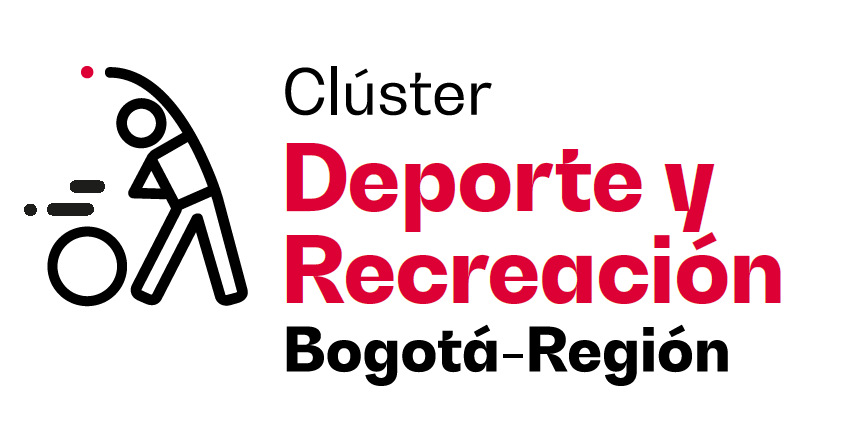 Clúster
Deporte y
Recreación
Bogotá-Región